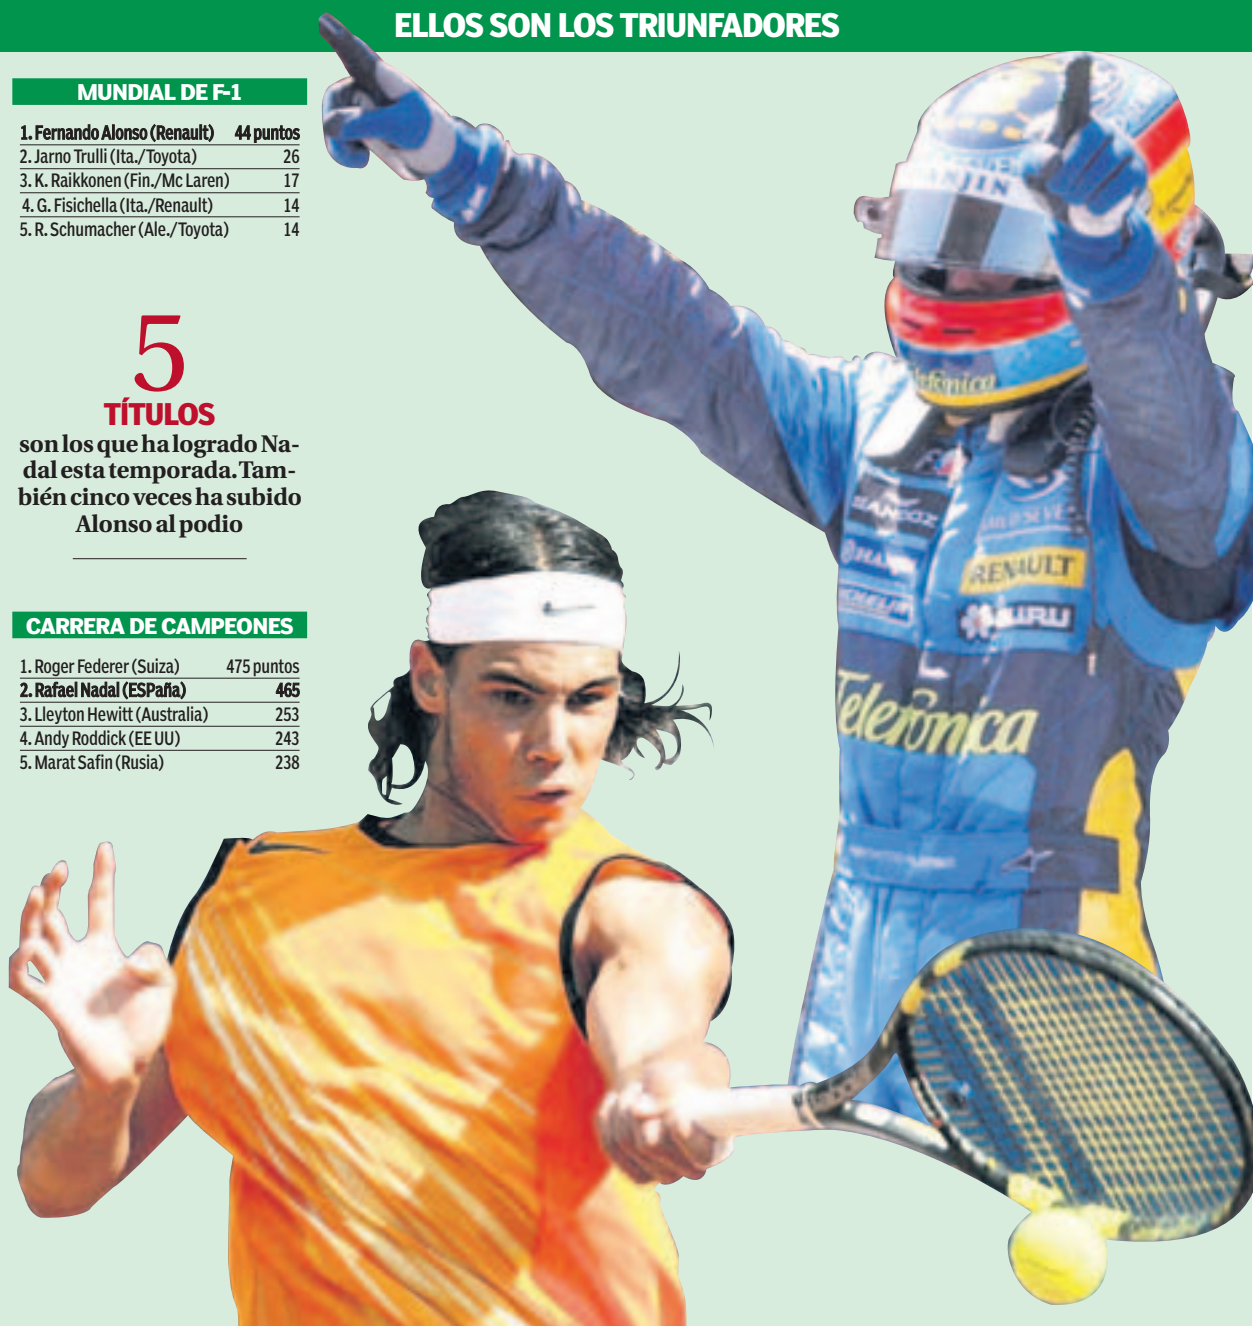 ELLOS SON LOS TRIUNFADORES
MUNDIAL DE F-1
1. Fernando Alonso (Renault) 44 puntos
2. Jarno Trulli (Ita./Toyota) 26
3. K. Raikkonen (Fin./Mc Laren) 17
4. G. Fisichella (Ita./Renault) 14
5. R. Schumacher (Ale./Toyota) 14
5
TÍTULOS
son los que ha logrado Na-
dal esta temporada. Tam-
bién cinco veces ha subido
Alonso al podio
CARRERA DE CAMPEONES
1. Roger Federer (Suiza) 475 puntos
2. Rafael Nadal (ESPaña) 465
3. Lleyton Hewitt (Australia) 253
4. Andy Roddick (EE UU) 243
5. Marat Safin (Rusia) 238
RENAULT
Telefónica